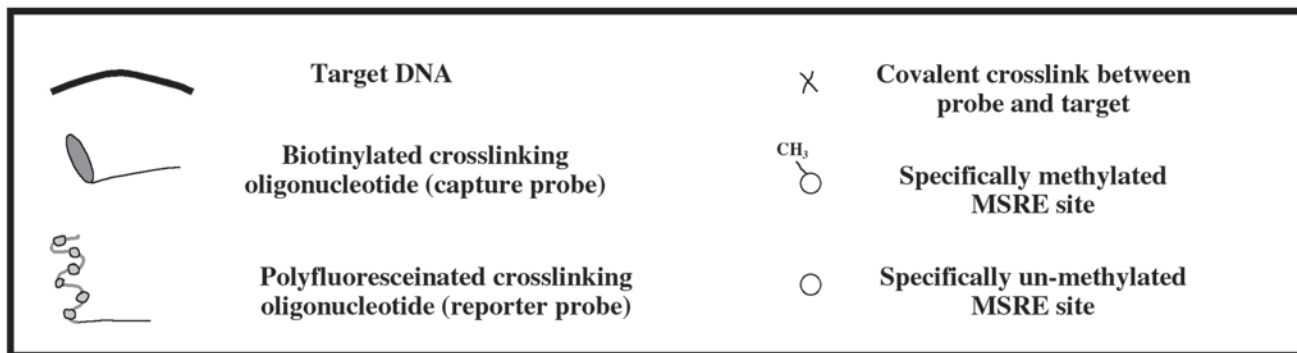 Target DNA
Biotinylated crosslinking
oligonucleotide (capture probe)
Polyfluoresceinated crosslinking
oligonucleotide (reporter probe)
Covalent crosslink between
probe and target
CH₃
Specifically methylated
MSRE site
Specifically un-methylated
MSRE site